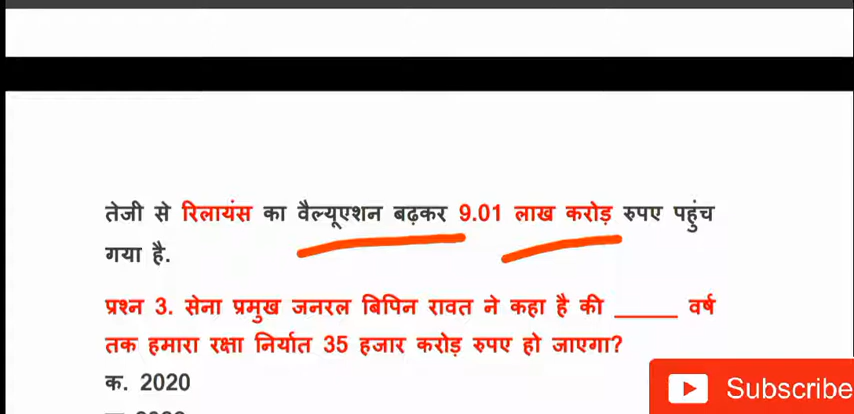 तेजी से रिलायंस का वैल्यूएशन बढ़कर 9.01 लाख करोड़ रुपए पहुंच
गया है.
प्रश्न 3. सेना प्रमुख जनरल बिपिन रावत ने कहा है की _____ वर्ष
तक हमारा रक्षा निर्यात 35 हजार करोड़ रुपए हो जाएगा?
क. 2020
Subscribe